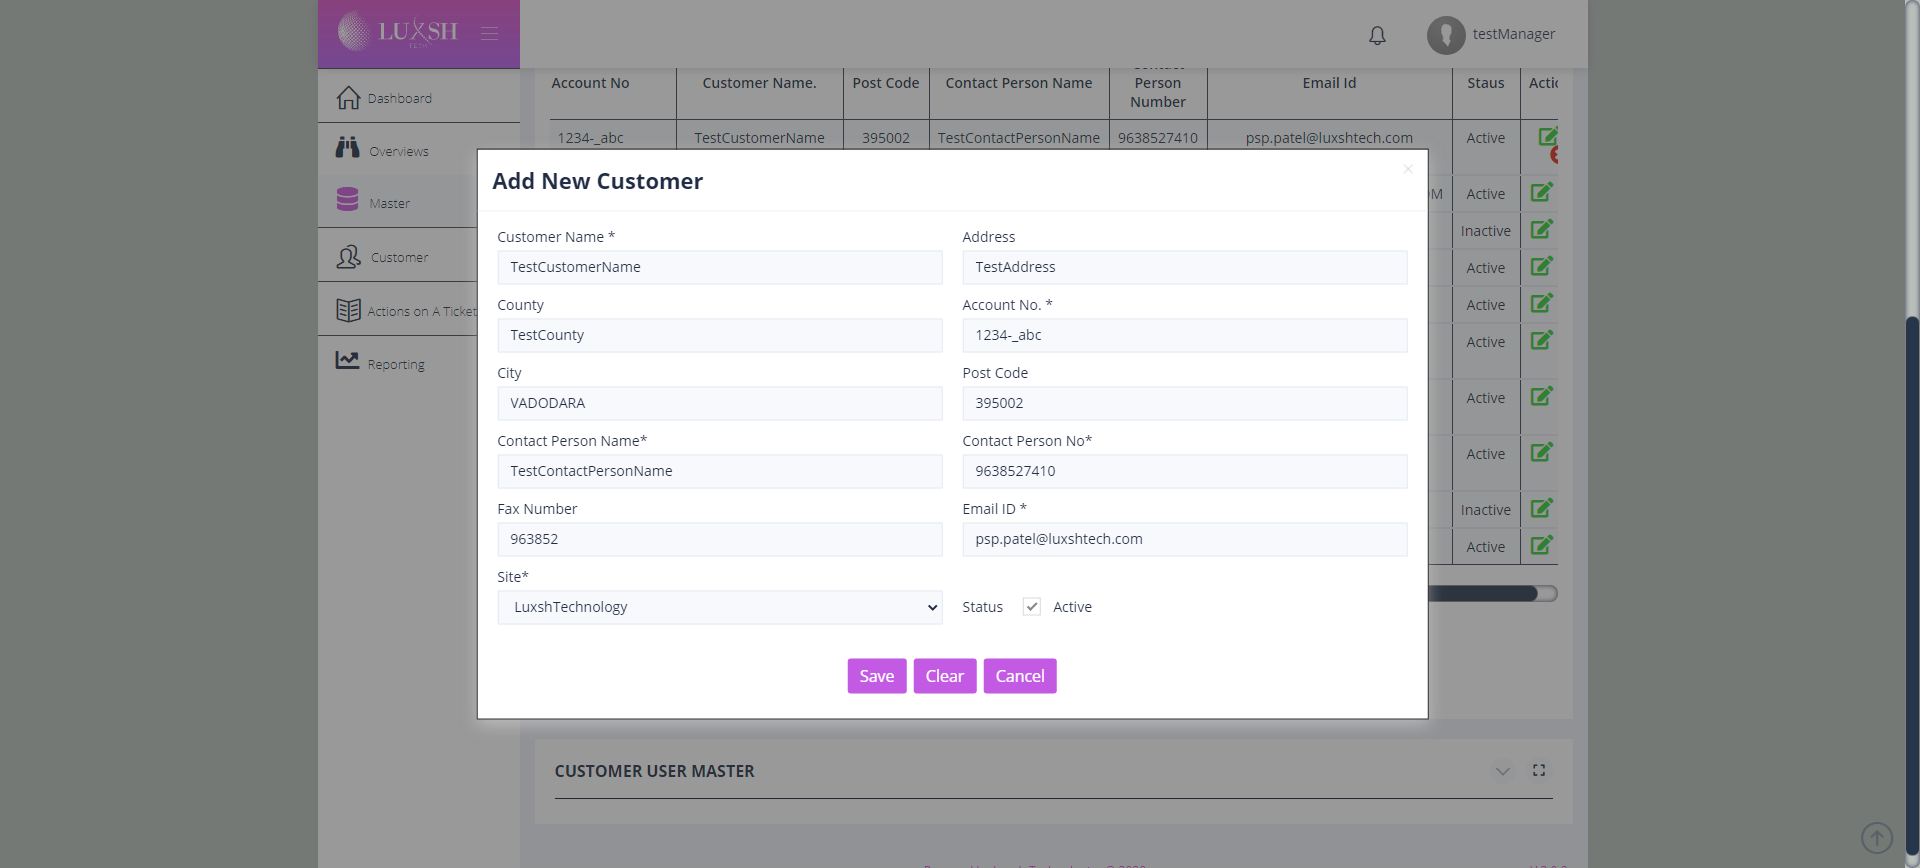 LUXSH
testManager
Dashboard
Overviews
Master
Customer
Actions on A Ticket
Reporting
Account No Customer Name. Post Code Contact Person Name Person Number Email Id Staus
1234-_abc TestCustomerName 395002 TestContactPersonName 9638527410 psp.patel@luxshtech.com Active
Active
Inactive
Active
Active
Active
Active
Active
Inactive
Active
Add New Customer
×
Customer Name * Address
TestCustomerName TestAddress
County Account No. *
TestCounty 1234-_abc
City Post Code
VADODARA 395002
Contact Person Name* Contact Person No*
TestContactPersonName 9638527410
Fax Number Email ID *
963852 psp.patel@luxshtech.com
Site*
LuxshTechnology Status Active
Save Clear Cancel
CUSTOMER USER MASTER